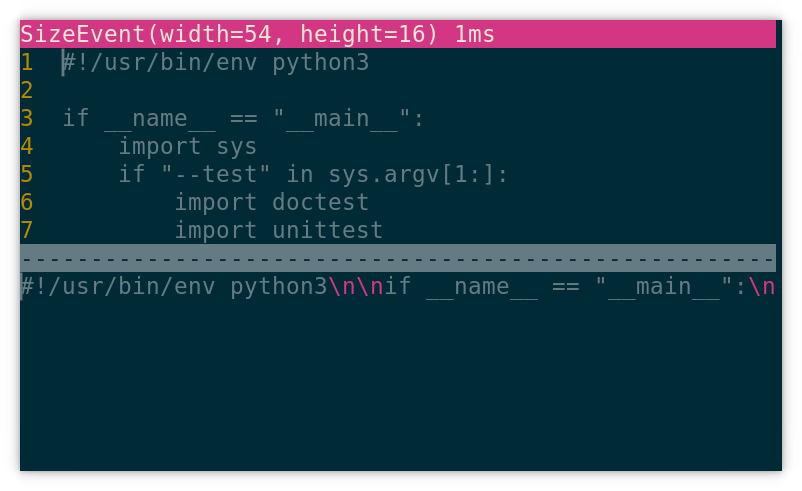 SizeEvent(width=54, height=16) 1ms
1  #!/usr/bin/env python3
2
3  if __name__ == "__main__":
4      import sys
5      if "--test" in sys.argv[1:]:
6          import doctest
7          import unittest
------------------------------------------------------
#!/usr/bin/env python3\n\nif __name__ == "__main__":\n